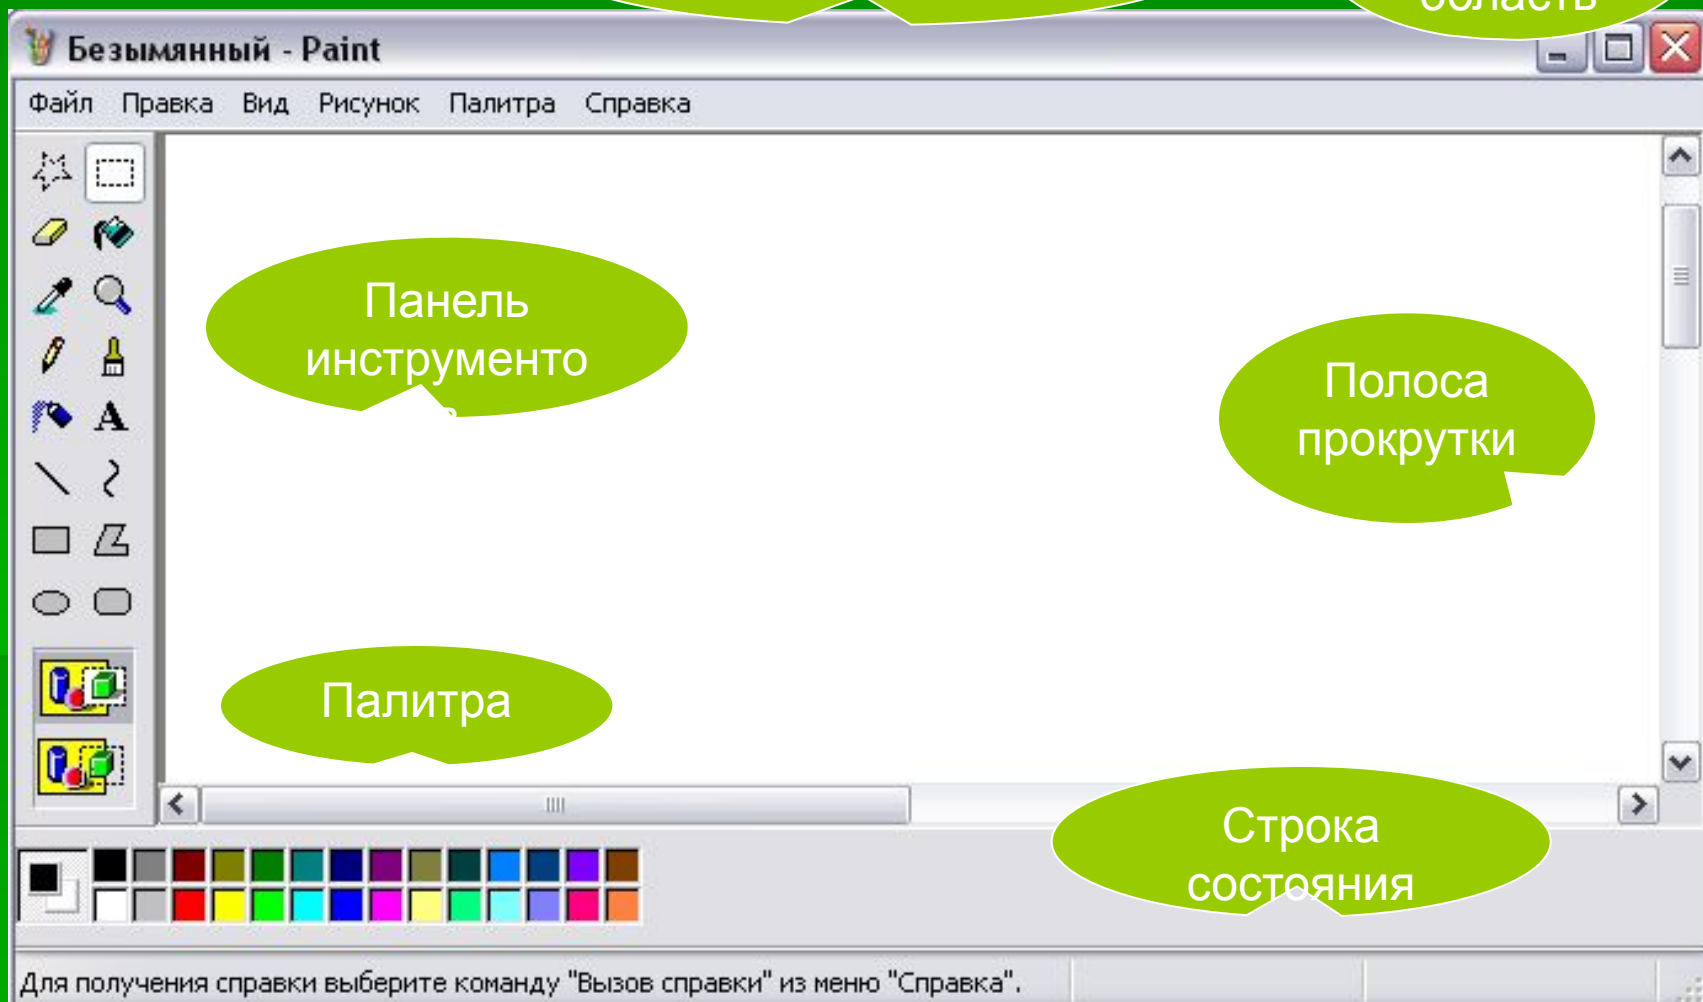 область
Безымянный - Paint
Файл Правка Вид Рисунок Палитра Справка
A
Панель
инструменто
в
Полоса
прокрутки
Палитра
Строка
состояния
Для получения справки выберите команду "Вызов справки" из меню "Справка".